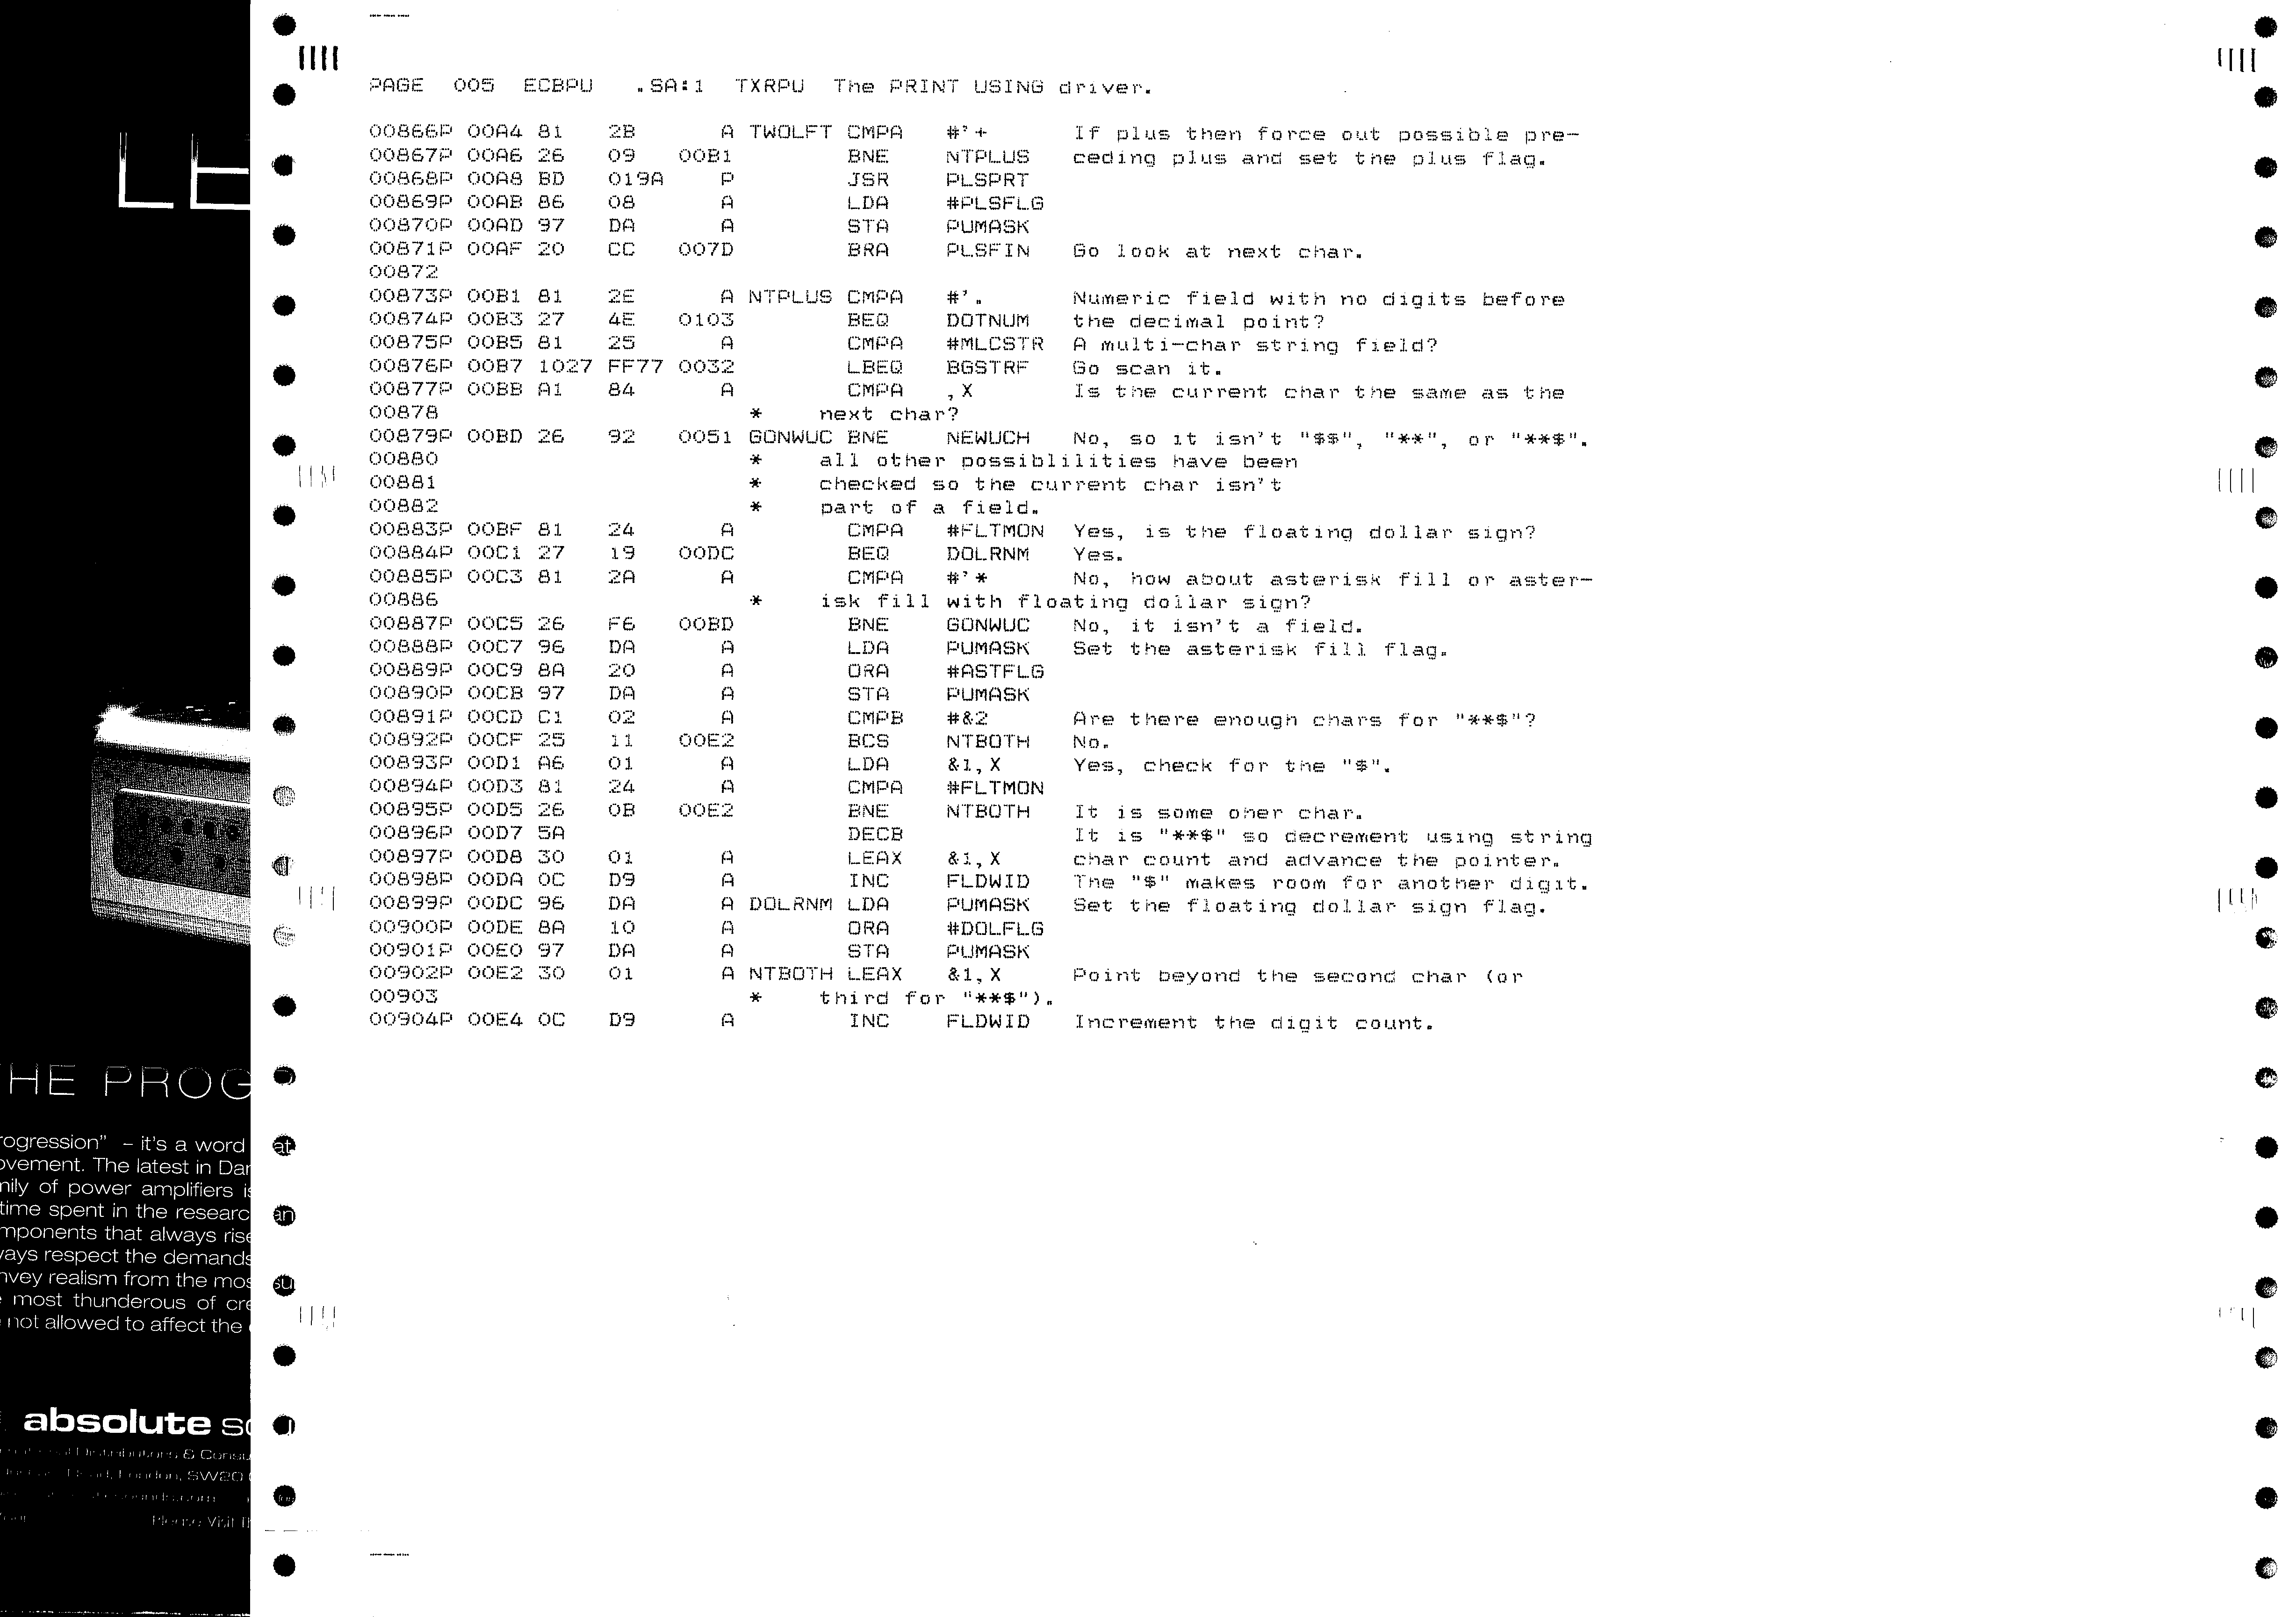 PAGE  005  ECBPU    .SA:1   TXRPU  The PRINT USING driver.
00866P 00A4 81   2B       A TWOLFT CMPA   #'+      If plus then force out possible pre-
00867P 00A6 26   09    00B1        BNE    NTPLUS   ceding plus and set the plus flag.
00868P 00A8 BD   019A     P        JSR    PLSPRT
00869P 00AB 86   08       A        LDA    #PLSFLG
00870P 00AD 97   DA       A        STA    PUMASK
00871P 00AF 20   CC    007D        BRA    PLSFIN   Go look at next char.
00872
00873P 00B1 81   2E       A NTPLUS CMPA   #'.      Numeric field with no digits before
00874P 00B3 27   4E    0103        BEQ    DOTNUM   the decimal point?
00875P 00B5 81   25       A        CMPA   #MLCSTR  A multi-char string field?
00876P 00B7 1027 FF77  0032        LBEQ   BGSTRF   Go scan it.
00877P 00BB A1   84       A        CMPA   ,X       Is the current char the same as the
00878                       *    next char?
00879P 00BD 26   92    0051 GONWUC BNE    NEWUCH   No, so it isn't "$$", "**", or "**$".
00880                       *    all other possiblilities have been
00881                       *    checked so the current char isn't
00882                       *    part of a field.
00883P 00BF 81   24       A        CMPA   #FLTMON  Yes, is the floating dollar sign?
00884P 00C1 27   19    00DC        BEQ    DOLRNM   Yes.
00885P 00C3 81   2A       A        CMPA   #'*      No, how about asterisk fill or aster-
00886                       *    isk fill with floating dollar sign?
00887P 00C5 26   F6    00BD        BNE    GONWUC   No, it isn't a field.
00888P 00C7 96   DA       A        LDA    PUMASK   Set the asterisk fill flag.
00889P 00C9 8A   20       A        ORA    #ASTFLG
00890P 00CB 97   DA       A        STA    PUMASK
00891P 00CD C1   02       A        CMPB   #&2      Are there enough chars for "**$"?
00892P 00CF 25   11    00E2        BCS    NTBOTH   No.
00893P 00D1 A6   01       A        LDA    &1,X     Yes, check for the "$".
00894P 00D3 81   24       A        CMPA   #FLTMON
00895P 00D5 26   0B    00E2        BNE    NTBOTH   It is some oher char.
00896P 00D7 5A                     DECB            It is "**$" so decrement using string
00897P 00D8 30   01       A        LEAX   &1,X     char count and advance the pointer.
00898P 00DA 0C   D9       A        INC    FLDWID   The "$" makes room for another digit.
00899P 00DC 96   DA       A DOLRNM LDA    PUMASK   Set the floating dollar sign flag.
00900P 00DE 8A   10       A        ORA    #DOLFLG
00901P 00E0 97   DA       A        STA    PUMASK
00902P 00E2 30   01       A NTBOTH LEAX   &1,X     Point beyond the second char (or
00903                       *    third for "**$").
00904P 00E4 0C   D9       A        INC    FLDWID   Increment the digit count.
LE
HE PROG
rogression" – it's a word at
ovement. The latest in Dar
nily of power amplifiers is
time spent in the researc an
mponents that always rise
ways respect the demands
nvey realism from the mos su
most thunderous of cre
not allowed to affect the
absolute so
Distributors & Consu
London, SW20
Please Visit